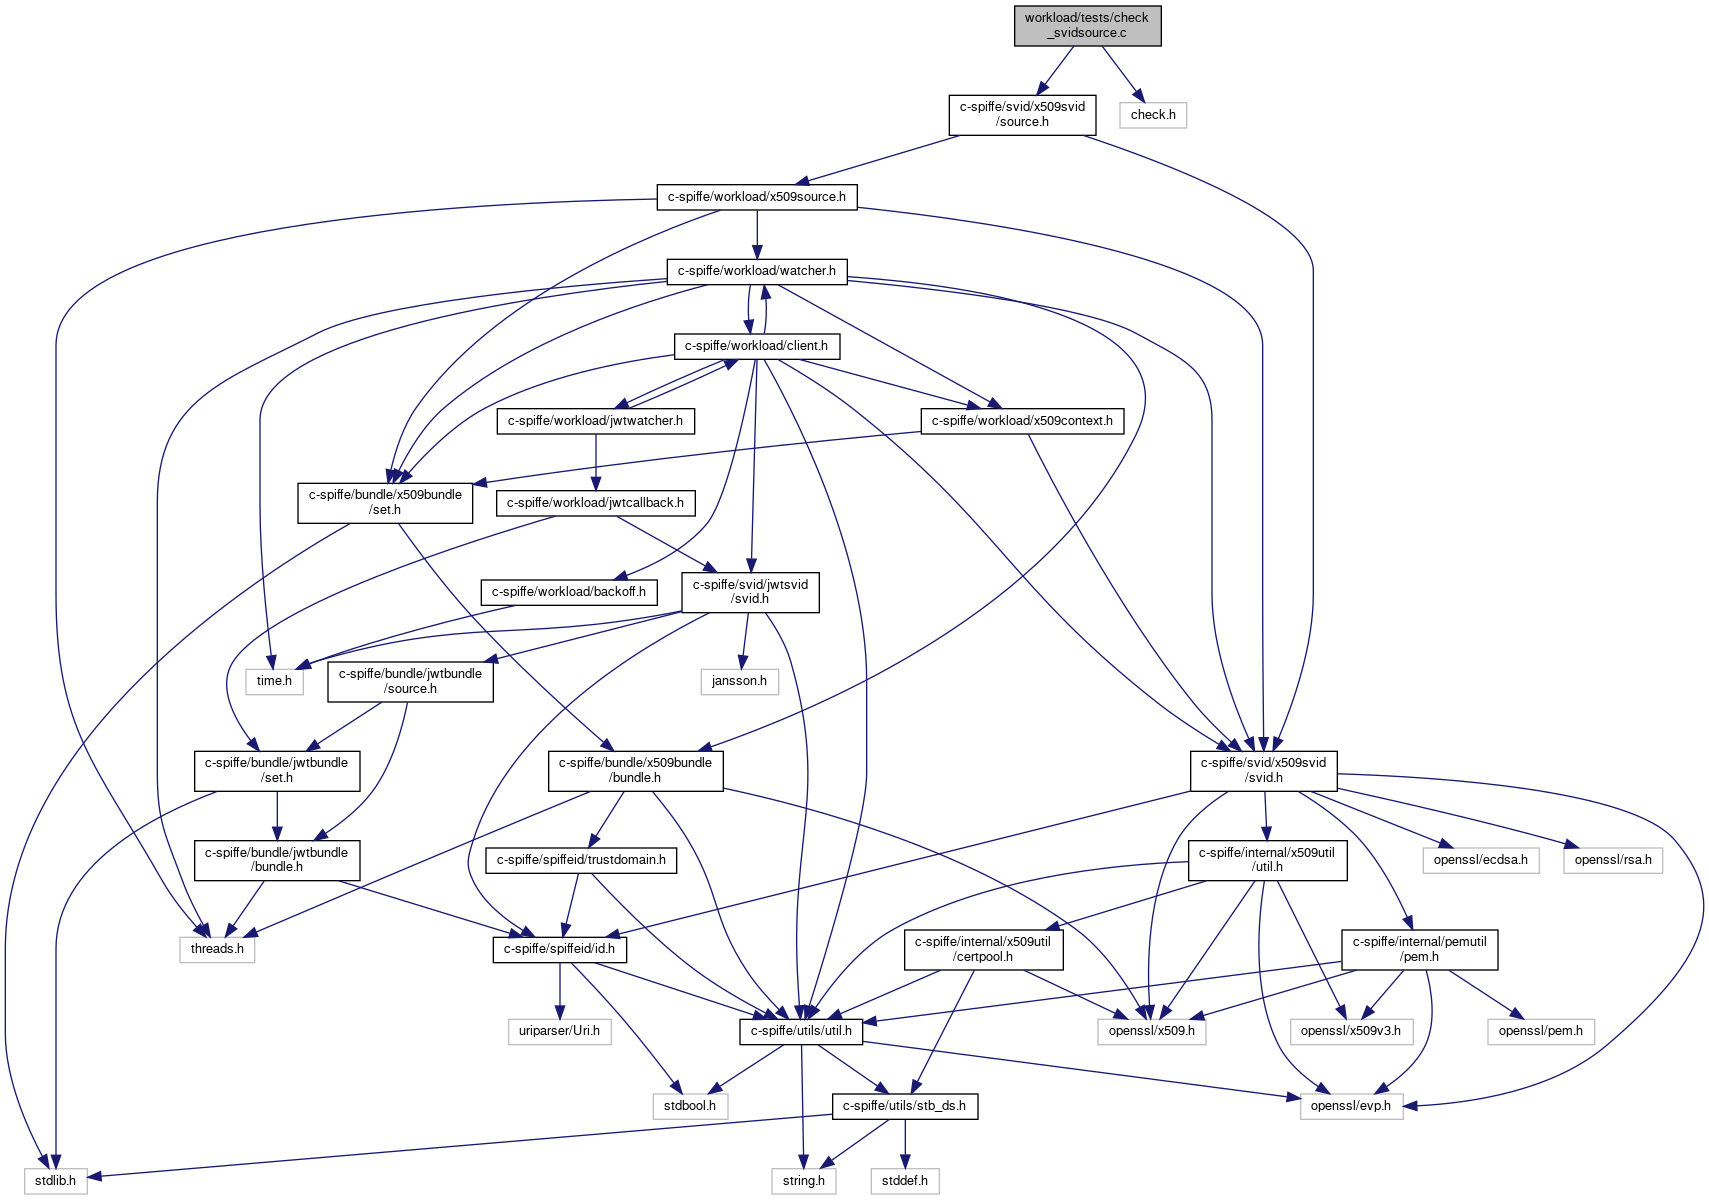 workload/tests/check
_svidsource.c
c-spiffe/svid/x509svid
/source.h
check.h
c-spiffe/workload/x509source.h
c-spiffe/workload/watcher.h
c-spiffe/workload/client.h
c-spiffe/workload/jwtwatcher.h
c-spiffe/workload/x509context.h
c-spiffe/bundle/x509bundle
/set.h
c-spiffe/workload/jwtcallback.h
c-spiffe/workload/backoff.h
c-spiffe/svid/jwtsvid
/svid.h
time.h
c-spiffe/bundle/jwtbundle
/source.h
jansson.h
c-spiffe/bundle/jwtbundle
/set.h
c-spiffe/bundle/x509bundle
/bundle.h
c-spiffe/svid/x509svid
/svid.h
c-spiffe/bundle/jwtbundle
/bundle.h
c-spiffe/spiffeid/trustdomain.h
c-spiffe/internal/x509util
/util.h
openssl/ecdsa.h
openssl/rsa.h
threads.h
c-spiffe/spiffeid/id.h
c-spiffe/internal/x509util
/certpool.h
c-spiffe/internal/pemutil
/pem.h
uriparser/Uri.h
c-spiffe/utils/util.h
openssl/x509.h
openssl/x509v3.h
openssl/pem.h
stdbool.h
c-spiffe/utils/stb_ds.h
openssl/evp.h
stdlib.h
string.h
stddef.h